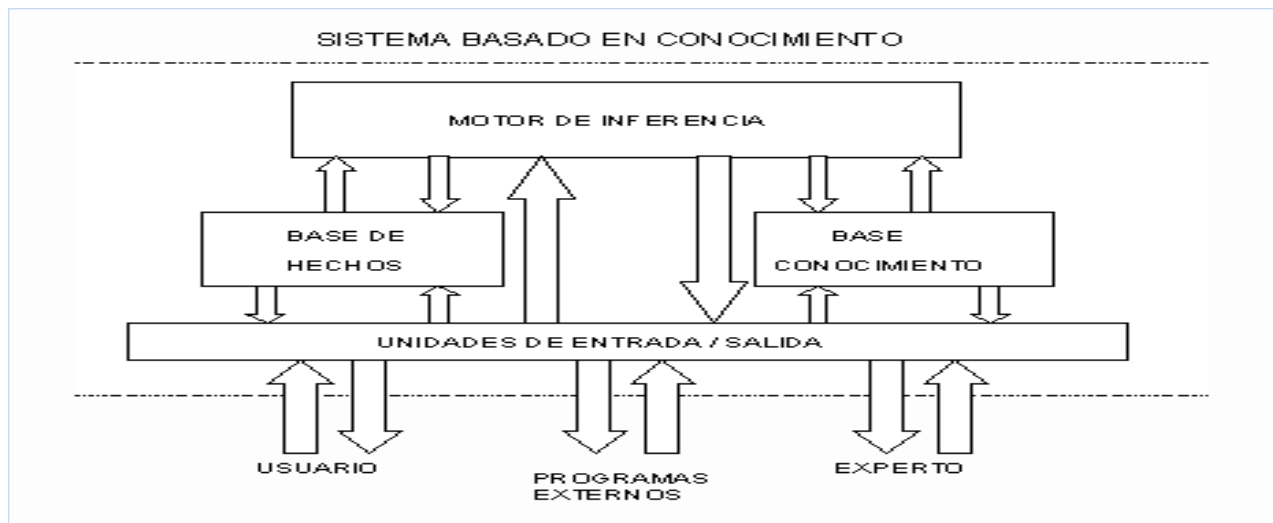 SISTEMA BASADO EN CONOCIMIENTO
MOTOR DE INFERENCIA
BASE DE
HECHOS
BASE
CONOCIMIENTO
UNIDADES DE ENTRADA / SALIDA
USUARIO
PROGRAMAS
EXTERNOS
EXPERTO